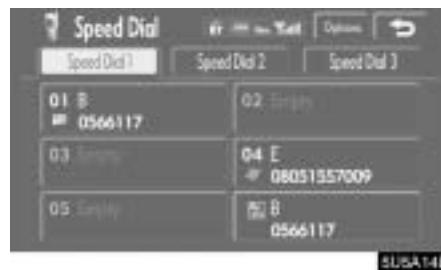 Speed Dial
Options
Speed Dial 1 Speed Dial 2 Speed Dial 3
01 B
0566117
02 Empty
03 Empty
04 E
08051557009
05 Empty
B
0566117
5U5A14